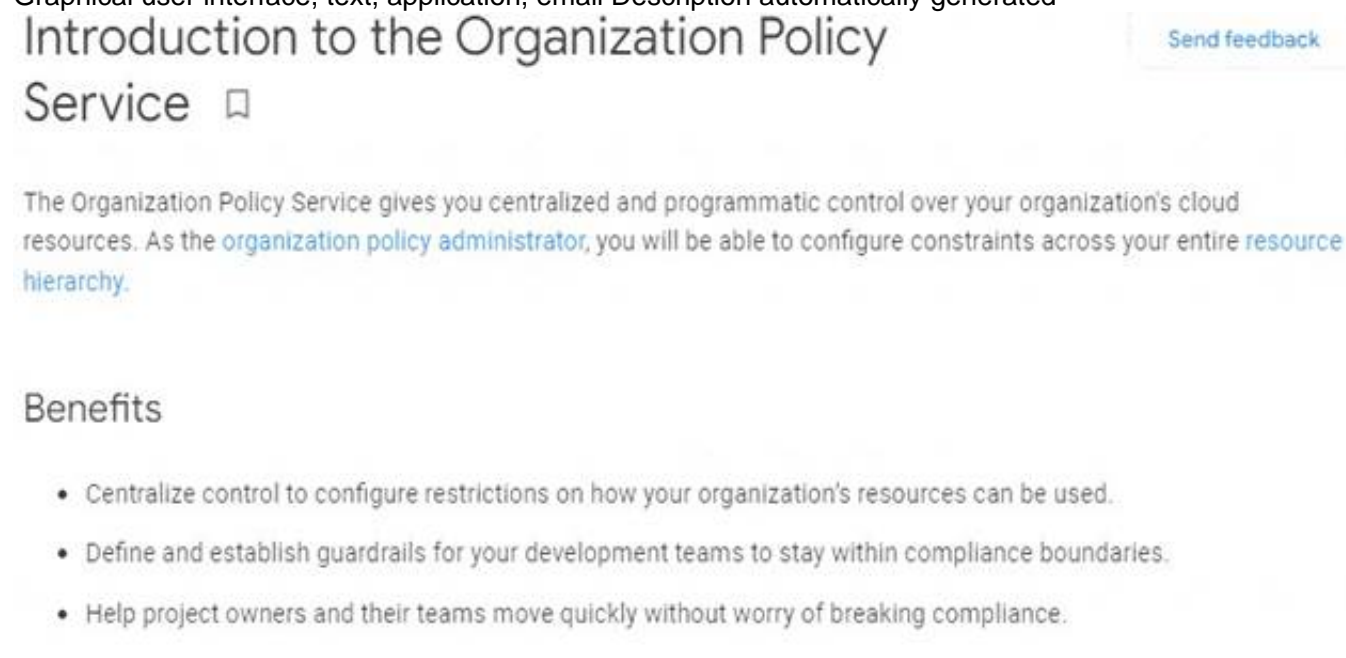 Graphical user interface, text, application, email Description automatically generated
Introduction to the Organization Policy
Send feedback
Service
The Organization Policy Service gives you centralized and programmatic control over your organization's cloud
resources. As the organization policy administrator, you will be able to configure constraints across your entire resource
hierarchy.
Benefits
• Centralize control to configure restrictions on how your organization's resources can be used.
• Define and establish guardrails for your development teams to stay within compliance boundaries.
• Help project owners and their teams move quickly without worry of breaking compliance.